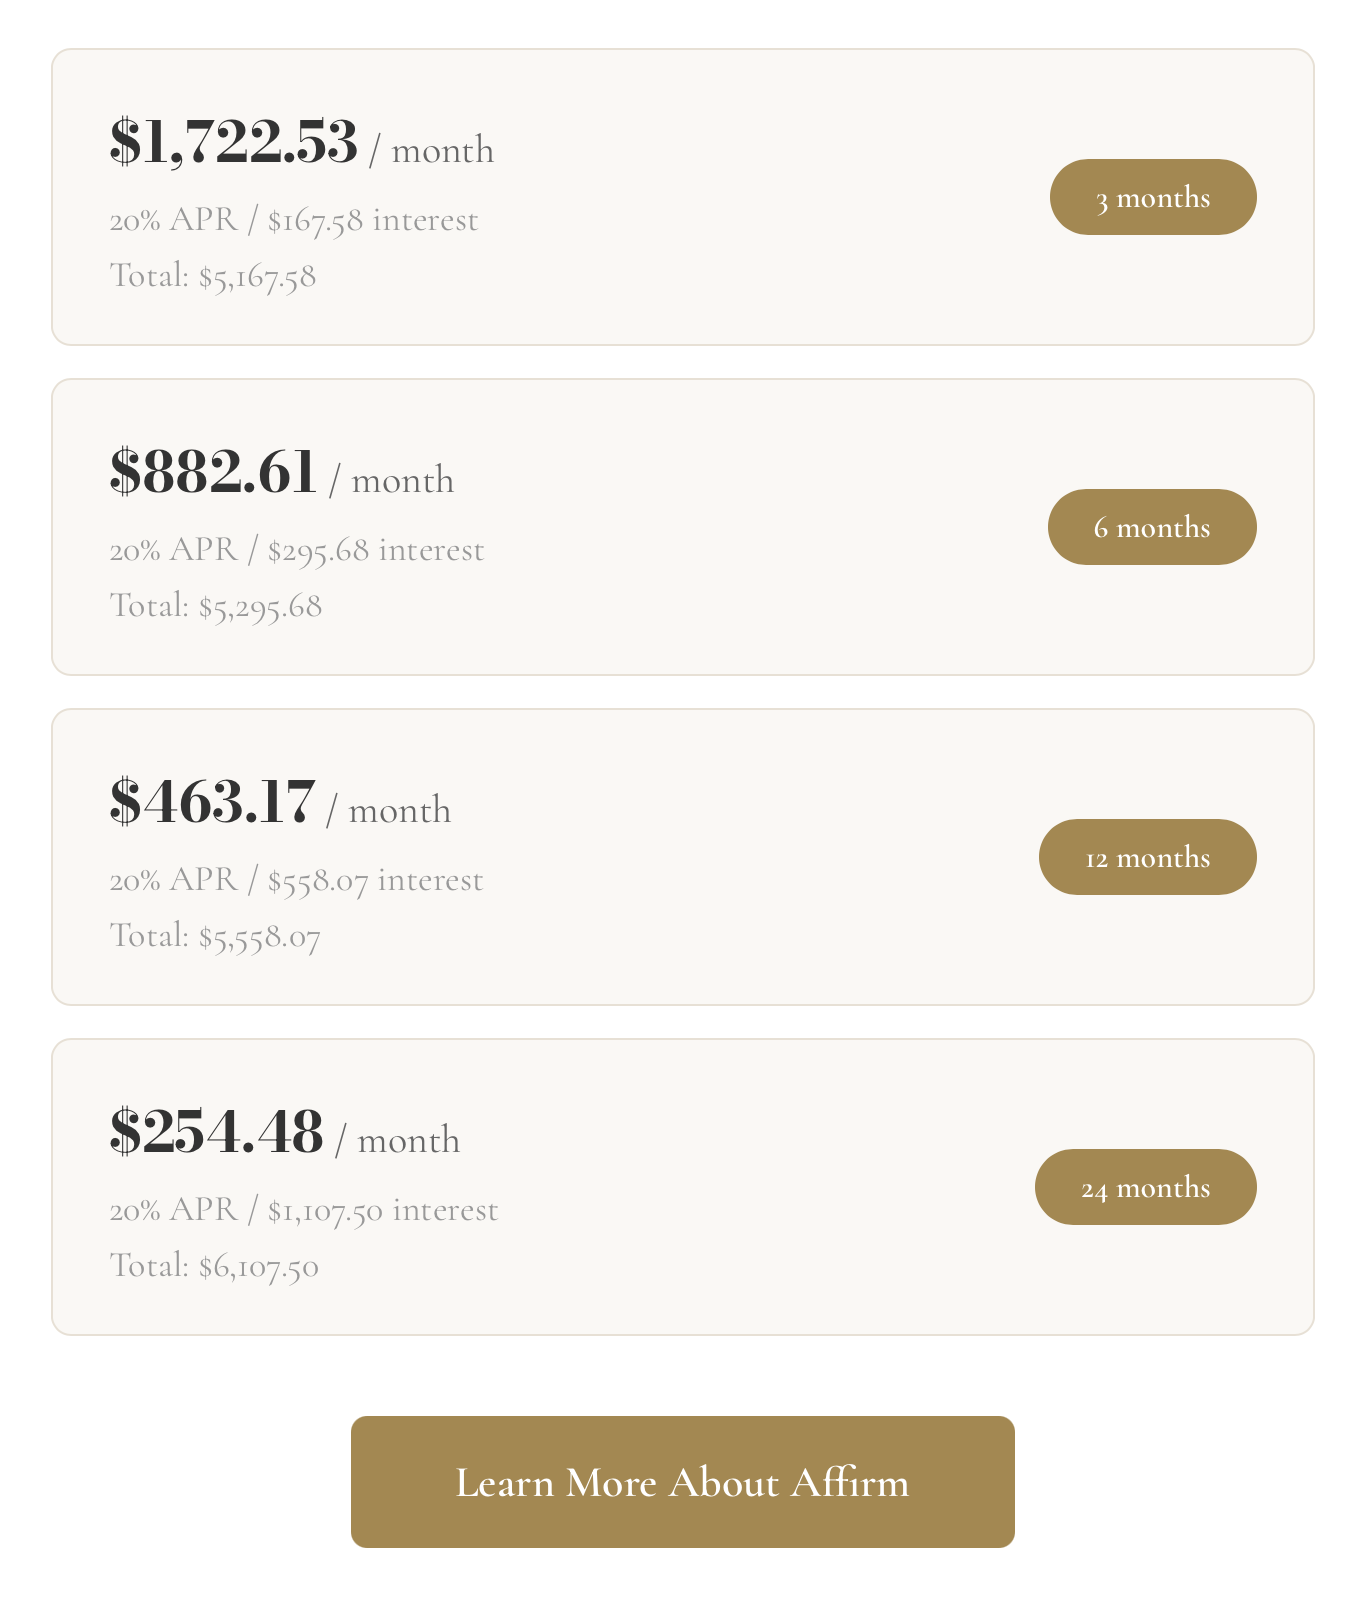 $1,722.53 / month
20% APR / $167.58 interest
Total: $5,167.58
3 months
$882.61 / month
20% APR / $295.68 interest
Total: $5,295.68
6 months
$463.17 / month
20% APR / $558.07 interest
Total: $5,558.07
12 months
$254.48 / month
20% APR / $1,107.50 interest
Total: $6,107.50
24 months
Learn More About Affirm